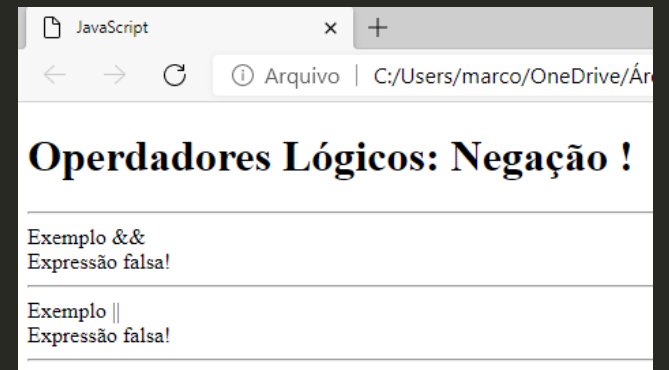 JavaScript
Arquivo | C:/Users/marco/OneDrive/Ár
Operdadores Lógicos: Negação !
Exemplo &&
Expressão falsa!
Exemplo ||
Expressão falsa!